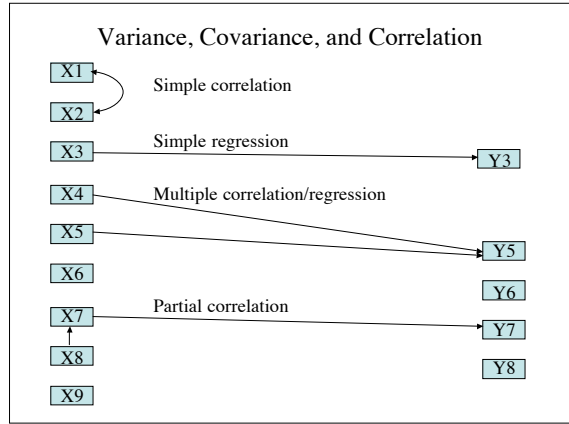 Variance, Covariance, and Correlation
X1
Simple correlation
X2
Simple regression
X3
Y3
X4
Multiple correlation/regression
X5
Y5
X6
Y6
Partial correlation
X7
Y7
X8
Y8
X9